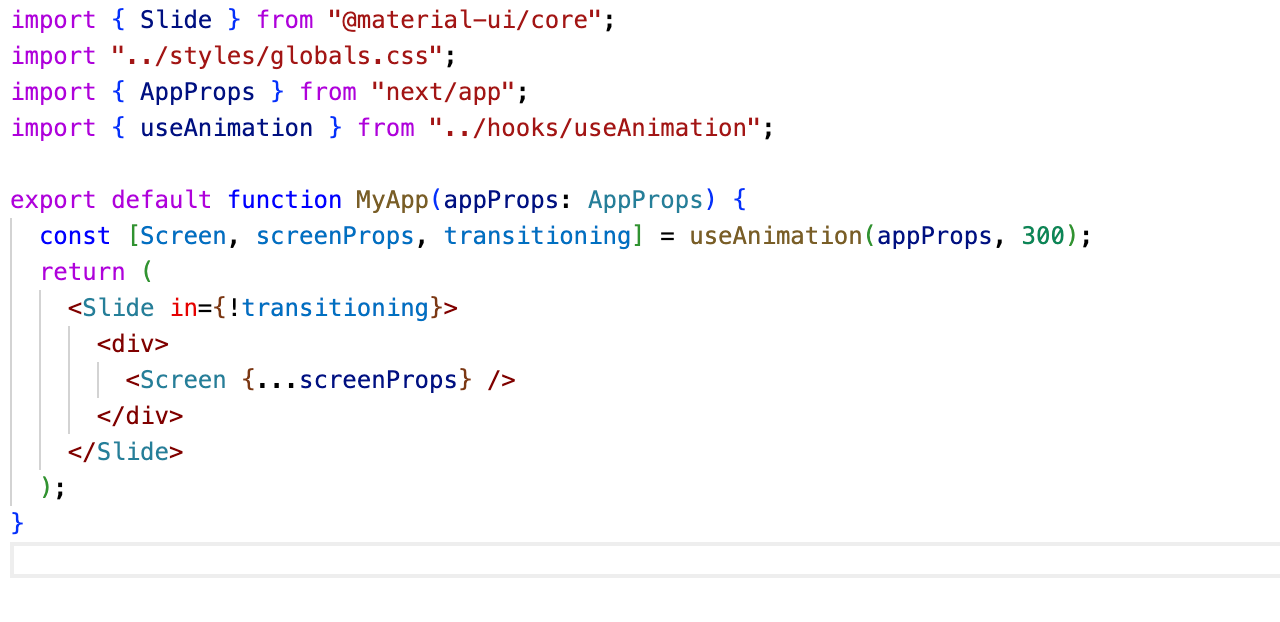 import { Slide } from "@material-ui/core";
import "../styles/globals.css";
import { AppProps } from "next/app";
import { useAnimation } from "../hooks/useAnimation";

export default function MyApp(appProps: AppProps) {
  const [Screen, screenProps, transitioning] = useAnimation(appProps, 300);
  return (
    <Slide in={!transitioning}>
      <div>
        <Screen {...screenProps} />
      </div>
    </Slide>
  );
}